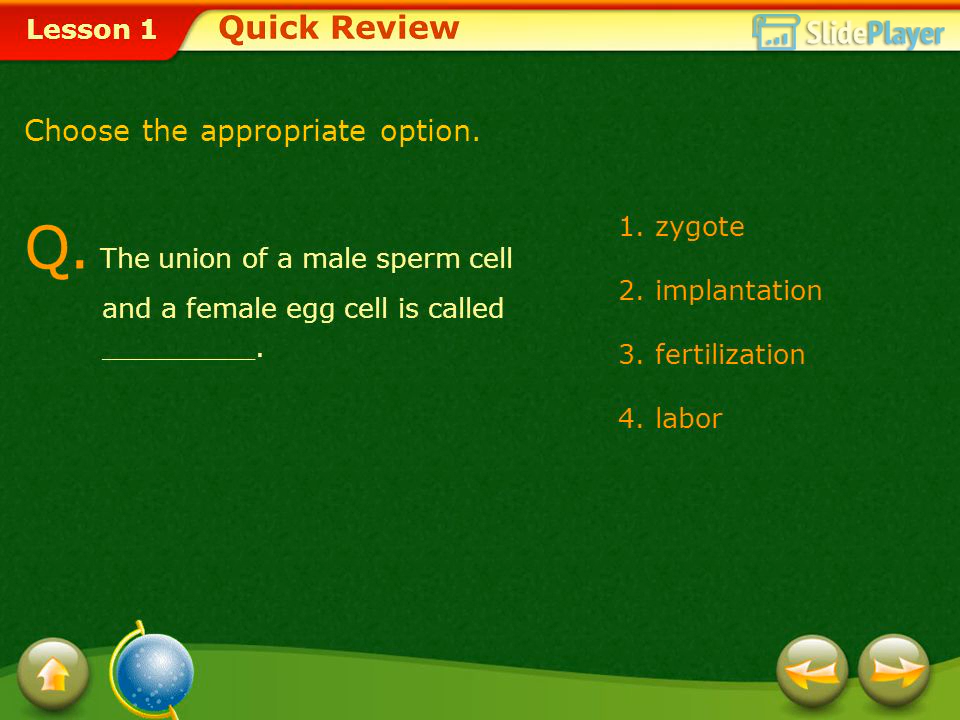 Lesson 1
Quick Review
SlidePlayer
Choose the appropriate option.
Q. The union of a male sperm cell
and a female egg cell is called
__________.
1. zygote
2. implantation
3. fertilization
4. labor